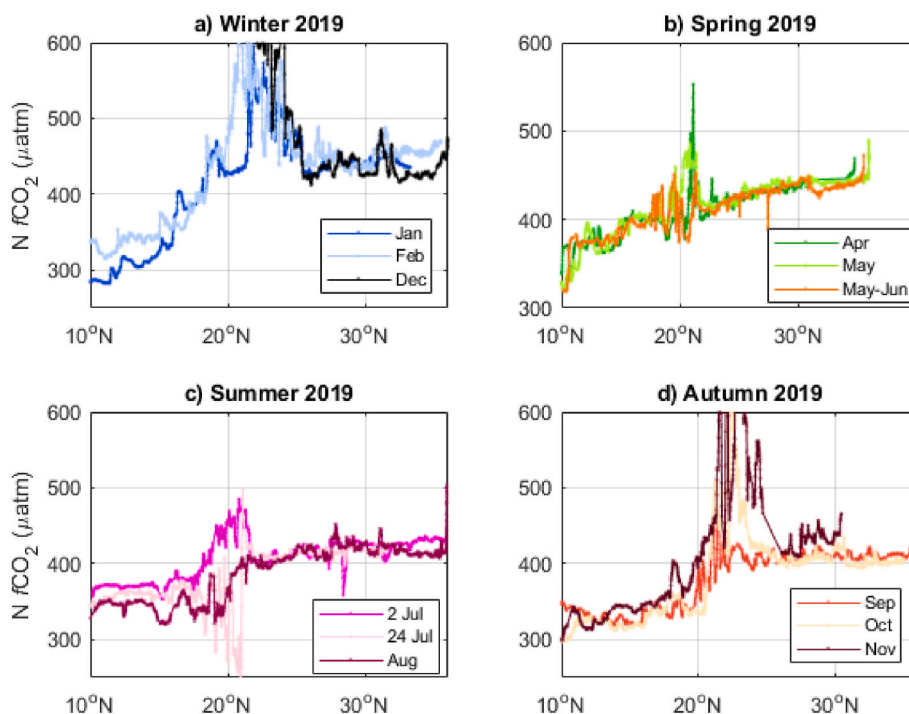 a) Winter 2019
600
500
400
300
N fCO₂ (µatm)
Jan
Feb
Dec
10°N 20°N 30°N
b) Spring 2019
600
500
400
300
Apr
May
May-Jun
10°N 20°N 30°N
c) Summer 2019
600
500
400
300
N fCO₂ (µatm)
2 Jul
24 Jul
Aug
10°N 20°N 30°N
d) Autumn 2019
600
500
400
300
Sep
Oct
Nov
10°N 20°N 30°N